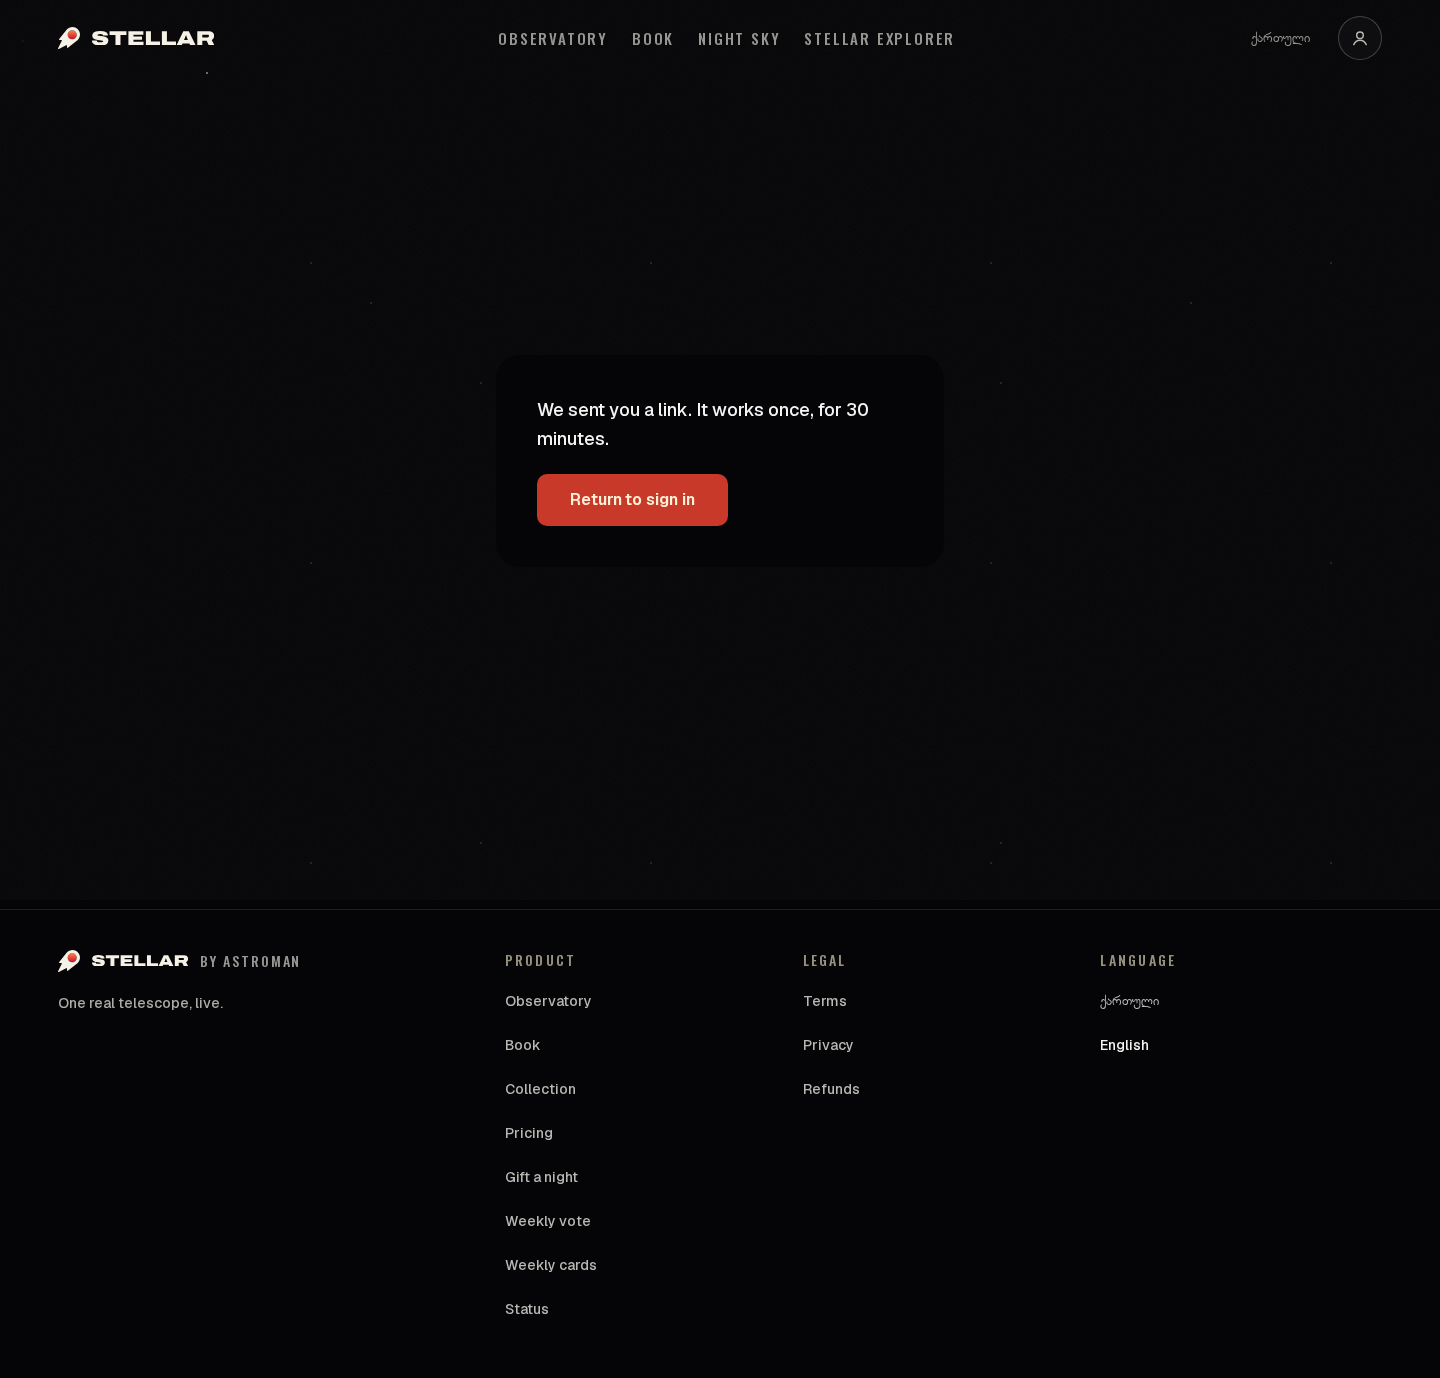 STELLAR
OBSERVATORY
BOOK
NIGHT SKY
STELLAR EXPLORER
ქართული
We sent you a link. It works once, for 30
minutes.
Return to sign in
STELLAR BY ASTROMAN
One real telescope, live.
PRODUCT
Observatory
Book
Collection
Pricing
Gift a night
Weekly vote
Weekly cards
Status
LEGAL
Terms
Privacy
Refunds
LANGUAGE
ქართული
English